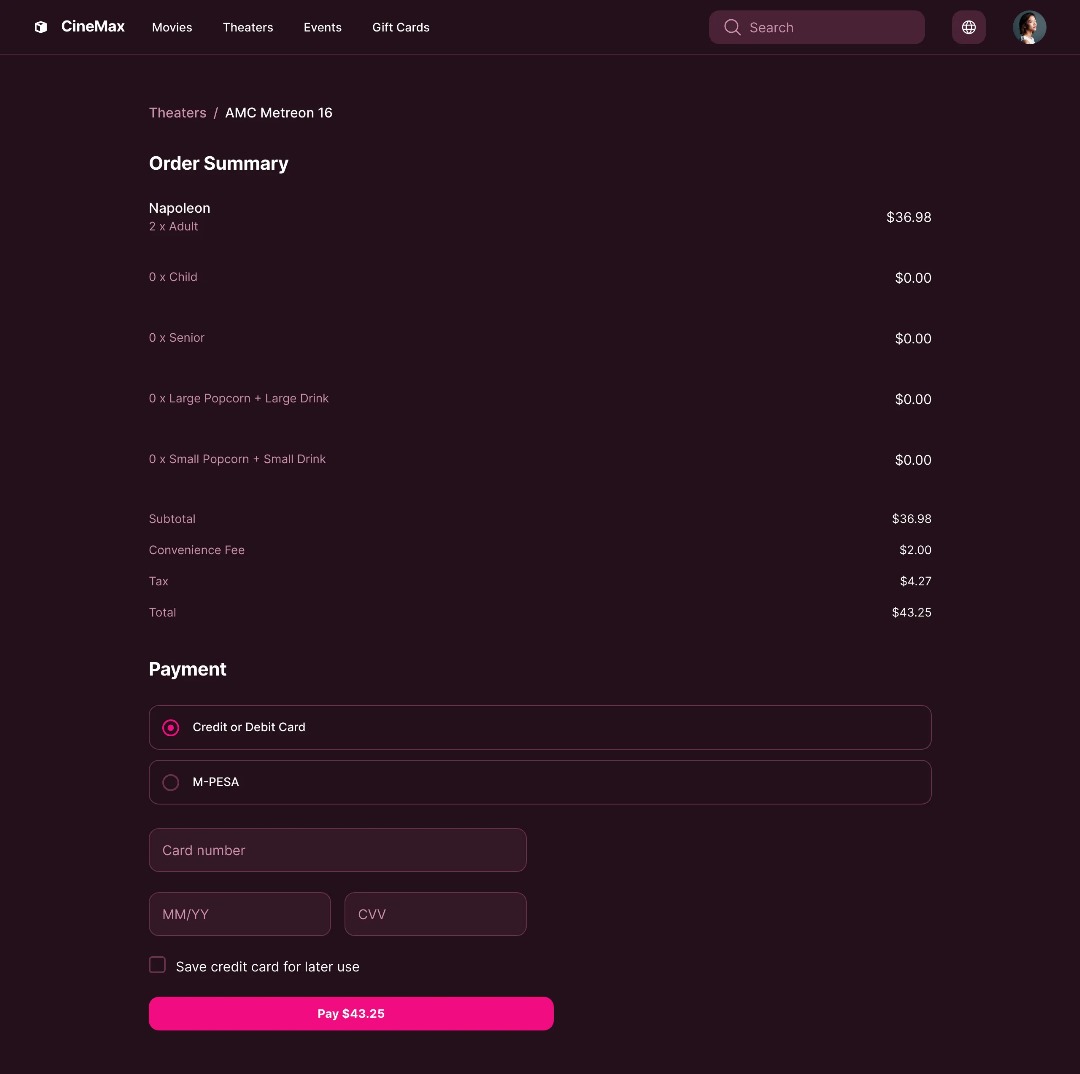 CineMax Movies Theaters Events Gift Cards Search
Theaters / AMC Metreon 16
Order Summary
Napoleon
2 x Adult
$36.98
0 x Child $0.00
0 x Senior $0.00
0 x Large Popcorn + Large Drink $0.00
0 x Small Popcorn + Small Drink $0.00
Subtotal $36.98
Convenience Fee $2.00
Tax $4.27
Total $43.25
Payment
Credit or Debit Card
M-PESA
Card number
MM/YY CVV
Save credit card for later use
Pay $43.25